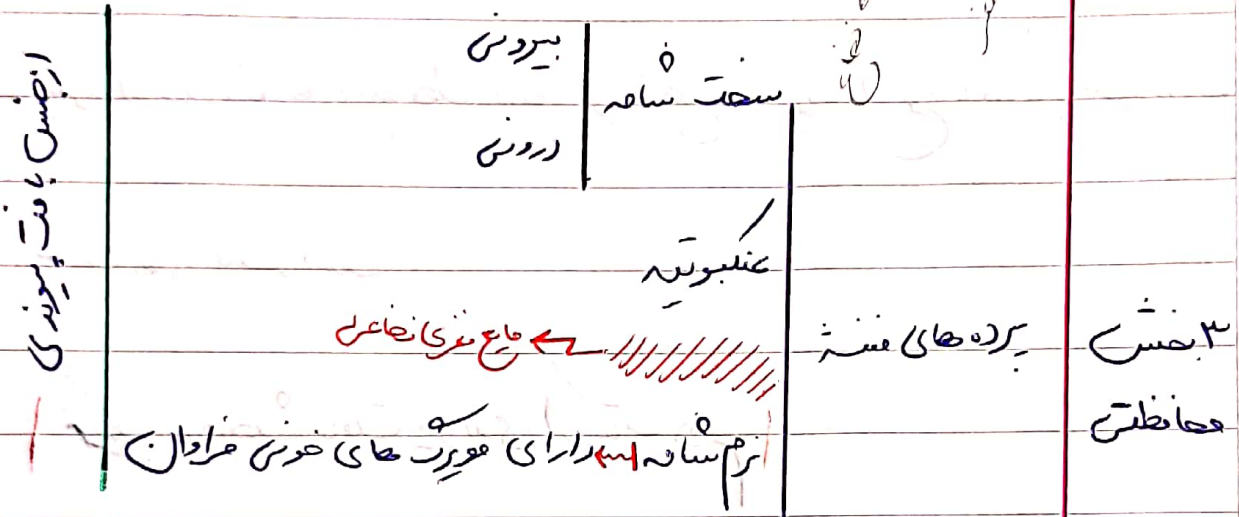 ۳ بخش
محافظتی
پرده های مننژ
سخت شامه
بیرونی
درونی
عنکبوتیه
← مایع مغزی نخاعی
نرم شامه ← دارای مویرگ های خونی فراوان
از جنس بافت پیوندی